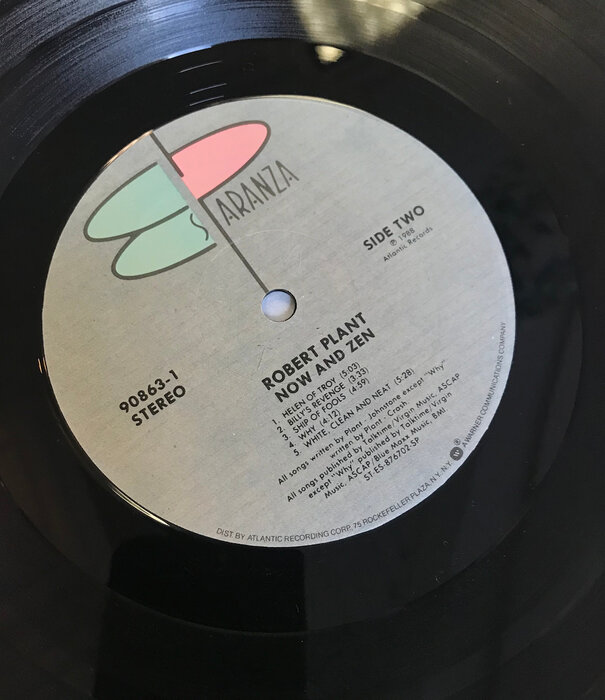 ARANZA
SIDE TWO
℗ 1988
Atlantic Records
90863-1
STEREO
ROBERT PLANT
NOW AND ZEN
1. HELEN OF TROY (5:03)
2. BILLY'S REVENGE (3:33)
3. SHIP OF FOOLS (4:59)
4. WHY (4:12)
5. WHITE, CLEAN AND NEAT (5:28)
All songs written by Plant, Johnstone except "Why"
written by Plant, Crash
All songs published by Talktime/Virgin Music, ASCAP
except "Why" published by Talktime/Virgin
Music, ASCAP/Blue Maxx Music, BMI
ST ES 876702 SP
DIST BY ATLANTIC RECORDING CORP. 75 ROCKEFELLER PLAZA, N.Y. N.Y. A WARNER COMMUNICATIONS COMPANY ®